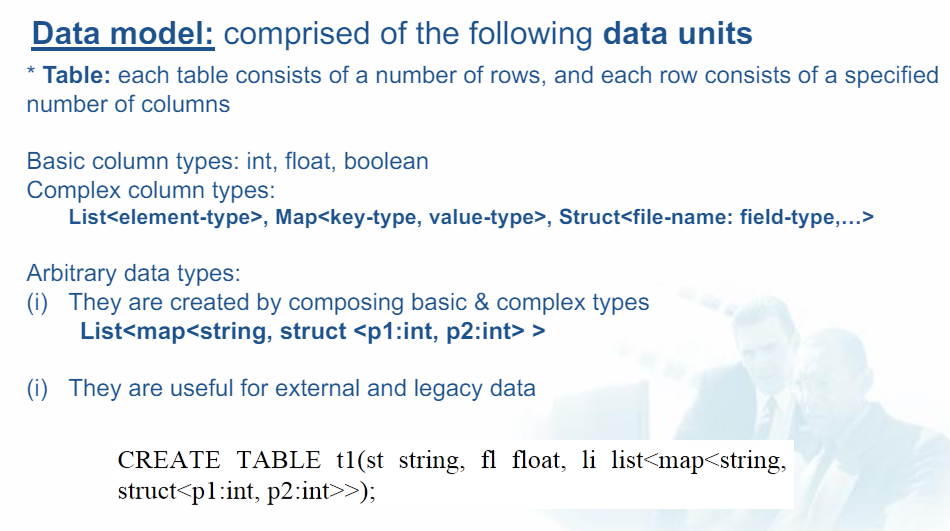 Data model: comprised of the following data units
* Table: each table consists of a number of rows, and each row consists of a specified
number of columns
Basic column types: int, float, boolean
Complex column types:
List<element-type>, Map<key-type, value-type>, Struct<file-name: field-type,...>
Arbitrary data types:
(i) They are created by composing basic & complex types
List<map<string, struct <p1:int, p2:int> >
(i) They are useful for external and legacy data
CREATE TABLE t1(st string, fl float, li list<map<string,
struct<p1:int, p2:int>>);